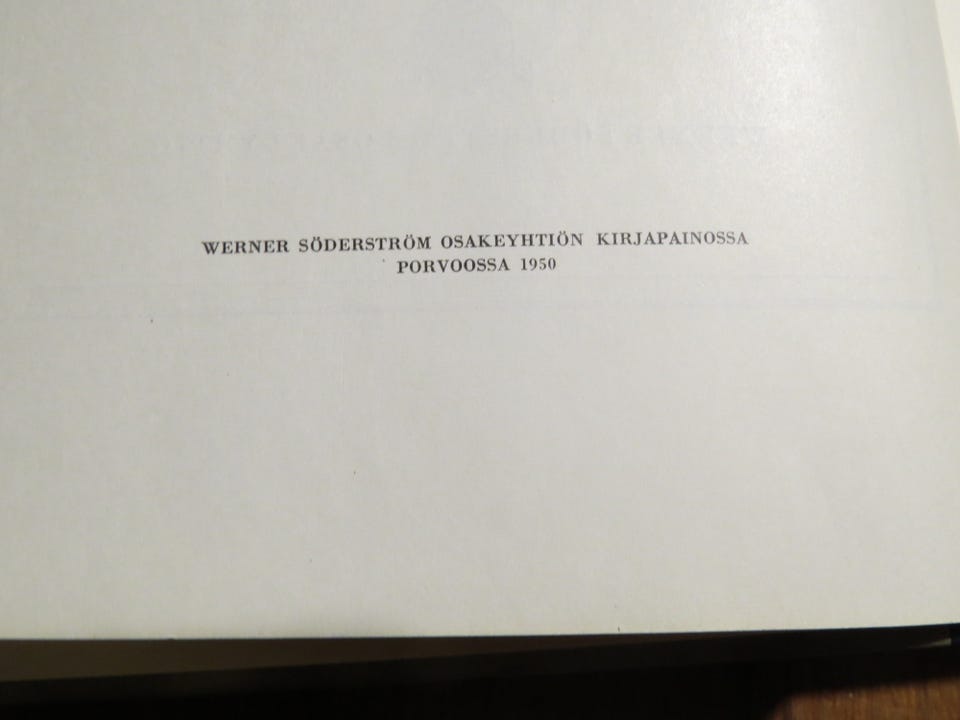 WERNER SÖDERSTRÖM OSAKEYHTIÖN KIRJAPAINOSSA
PORVOOSSA 1950